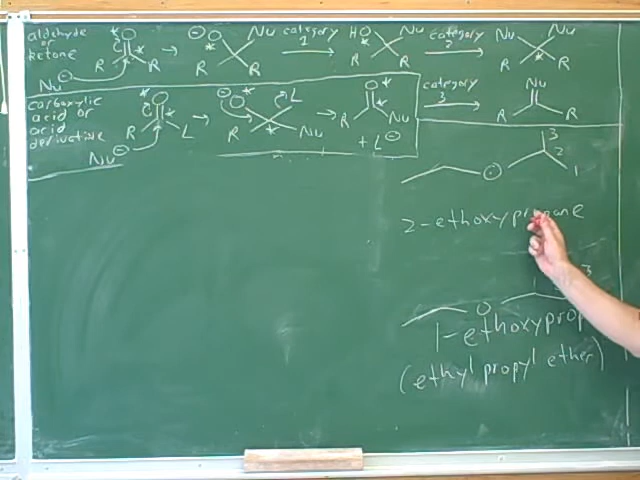 aldehyde
or
ketone
Nu⊖
* O
*
R R
⊖ O Nu
*
R R
category
1
HO Nu
*
R R
category
2
Nu Nu
*
R R
category
3
Nu
R R
carboxylic
acid or
acid
derivative
Nu⊖
* O
*
R L
⊖ O * L
R * Nu
O *
*
R Nu
+ L⊖
3
2
1
O
2-ethoxypropane
O
3
1-ethoxyprop
(ethyl propyl ether)